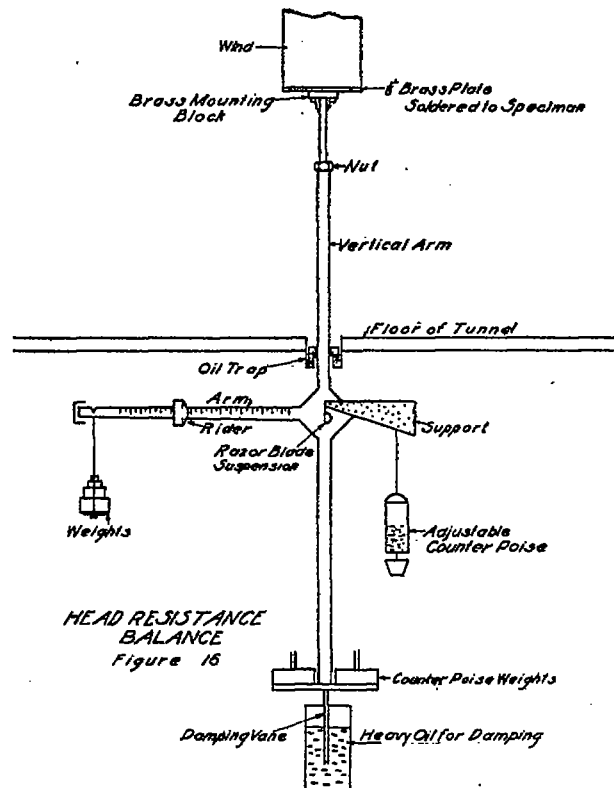 Wind
1/8" Brass Plate
Soldered to Specimen
Brass Mounting
Block
Nut
Vertical Arm
Floor of Tunnel
Oil Trap
Arm
Rider
Razor Blade
Suspension
Support
Weights
Adjustable
Counter Poise
HEAD RESISTANCE
BALANCE
Figure 16
Counter Poise Weights
Damping Vane
Heavy Oil for Damping